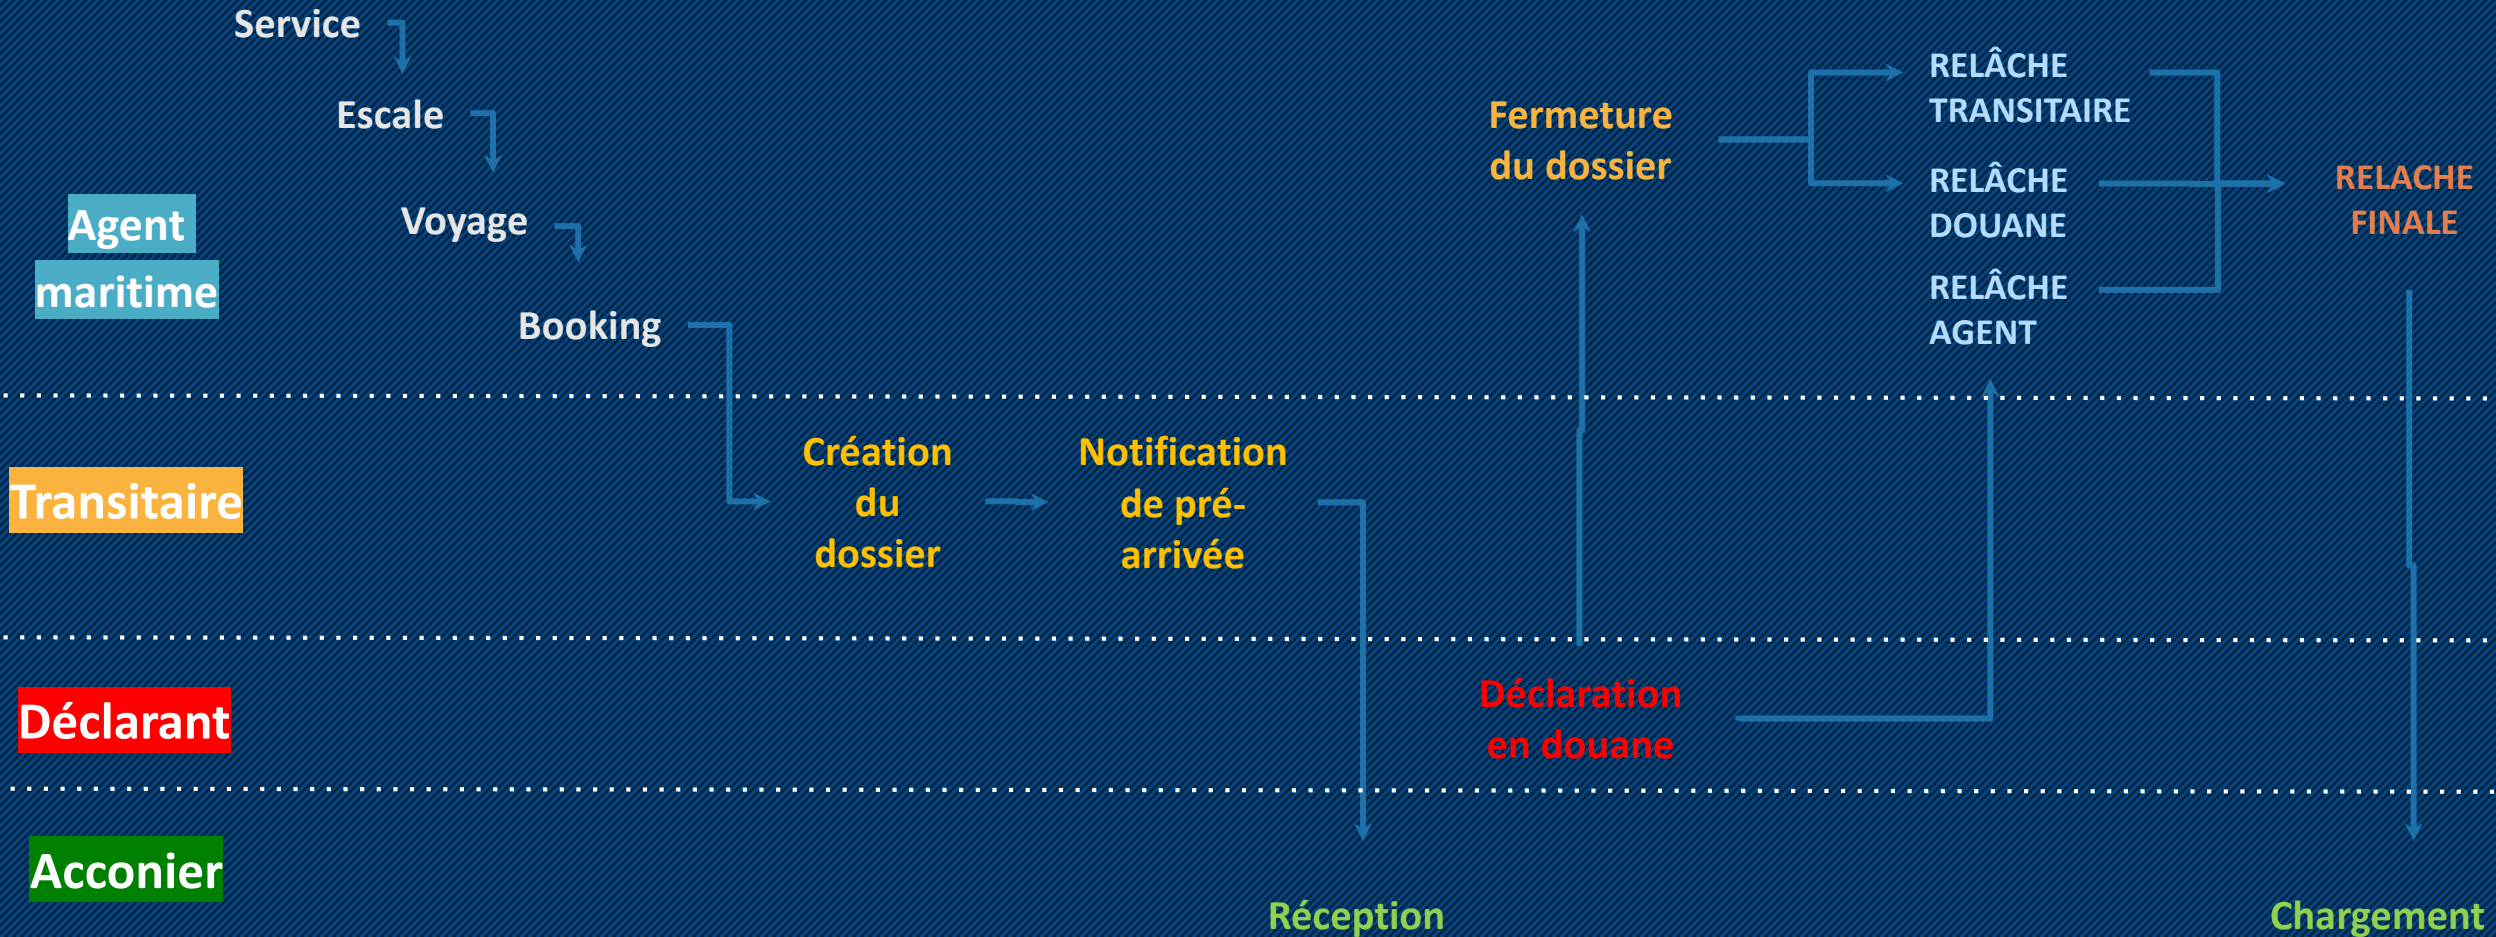 Service
Escale
Voyage
Booking
Agent
maritime
Fermeture
du dossier
RELÂCHE
TRANSITAIRE
RELÂCHE
DOUANE
RELÂCHE
AGENT
RELACHE
FINALE
Transitaire
Création
du
dossier
Notification
de pré-
arrivée
Déclarant
Déclaration
en douane
Acconier
Réception
Chargement